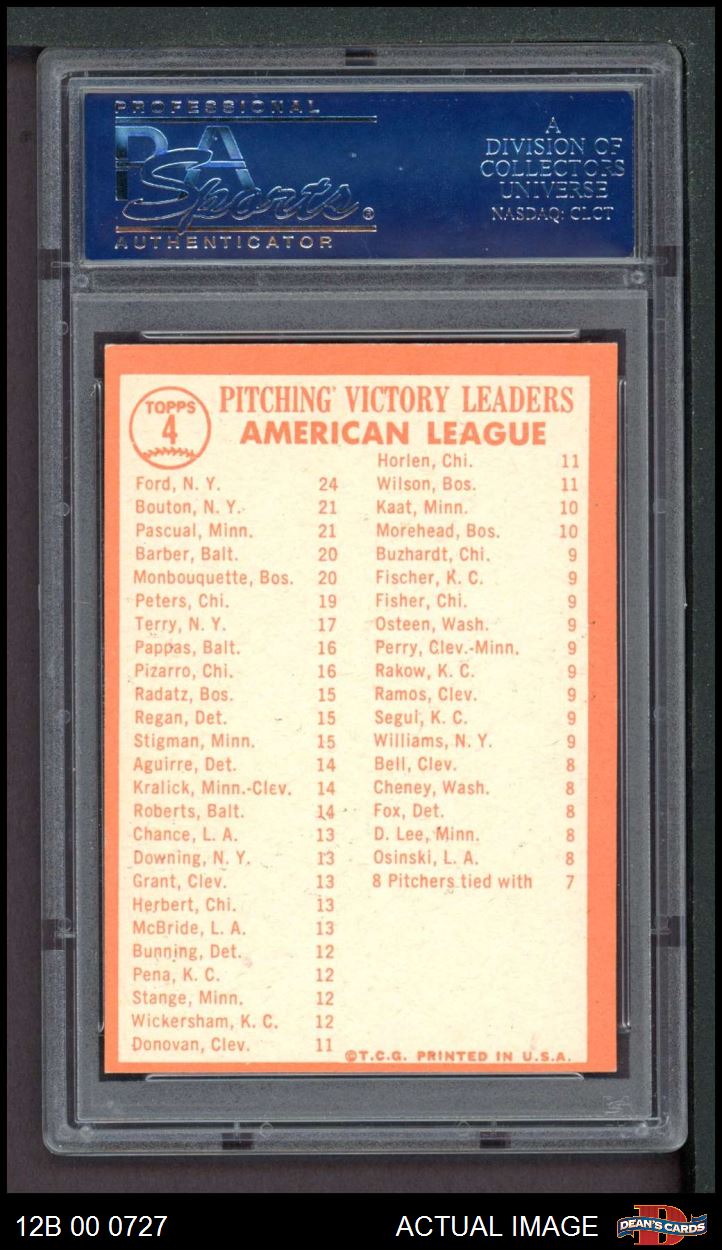 PROFESSIONAL
PSA
Sports®
AUTHENTICATOR
A
DIVISION OF
COLLECTORS
UNIVERSE
NASDAQ: CLCT
TOPPS
4
PITCHING VICTORY LEADERS
AMERICAN LEAGUE
Ford, N. Y. 24
Bouton, N. Y. 21
Pascual, Minn. 21
Barber, Balt. 20
Monbouquette, Bos. 20
Peters, Chi. 19
Terry, N. Y. 17
Pappas, Balt. 16
Pizarro, Chi. 16
Radatz, Bos. 15
Regan, Det. 15
Stigman, Minn. 15
Aguirre, Det. 14
Kralick, Minn.-Clev. 14
Roberts, Balt. 14
Chance, L. A. 13
Downing, N. Y. 13
Grant, Clev. 13
Herbert, Chi. 13
McBride, L. A. 13
Bunning, Det. 12
Pena, K. C. 12
Stange, Minn. 12
Wickersham, K. C. 12
Donovan, Clev. 11
Horlen, Chi. 11
Wilson, Bos. 11
Kaat, Minn. 10
Morehead, Bos. 10
Buzhardt, Chi. 9
Fischer, K. C. 9
Fisher, Chi. 9
Osteen, Wash. 9
Perry, Clev.-Minn. 9
Rakow, K. C. 9
Ramos, Clev. 9
Segui, K. C. 9
Williams, N. Y. 9
Bell, Clev. 8
Cheney, Wash. 8
Fox, Det. 8
D. Lee, Minn. 8
Osinski, L. A. 8
8 Pitchers tied with 7
©T.C.G. PRINTED IN U.S.A.
12B 00 0727
ACTUAL IMAGE
DEAN'S CARDS